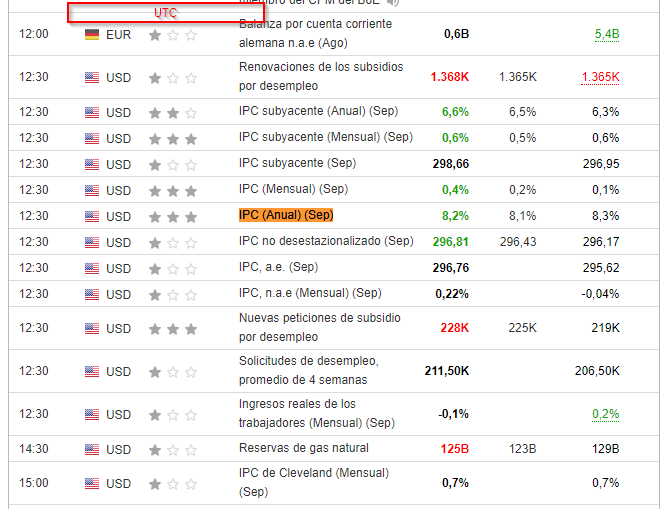 miembro del CPM del BoE
UTC
12:00 EUR Balanza por cuenta corriente alemana n.a.e (Ago) 0,6B 5,4B
12:30 USD Renovaciones de los subsidios por desempleo 1.368K 1.365K 1.365K
12:30 USD IPC subyacente (Anual) (Sep) 6,6% 6,5% 6,3%
12:30 USD IPC subyacente (Mensual) (Sep) 0,6% 0,5% 0,6%
12:30 USD IPC subyacente (Sep) 298,66 296,95
12:30 USD IPC (Mensual) (Sep) 0,4% 0,2% 0,1%
12:30 USD IPC (Anual) (Sep) 8,2% 8,1% 8,3%
12:30 USD IPC no desestazionalizado (Sep) 296,81 296,43 296,17
12:30 USD IPC, a.e. (Sep) 296,76 295,62
12:30 USD IPC, n.a.e (Mensual) (Sep) 0,22% -0,04%
12:30 USD Nuevas peticiones de subsidio por desempleo 228K 225K 219K
12:30 USD Solicitudes de desempleo, promedio de 4 semanas 211,50K 206,50K
12:30 USD Ingresos reales de los trabajadores (Mensual) (Sep) -0,1% 0,2%
14:30 USD Reservas de gas natural 125B 123B 129B
15:00 USD IPC de Cleveland (Mensual) (Sep) 0,7% 0,7%